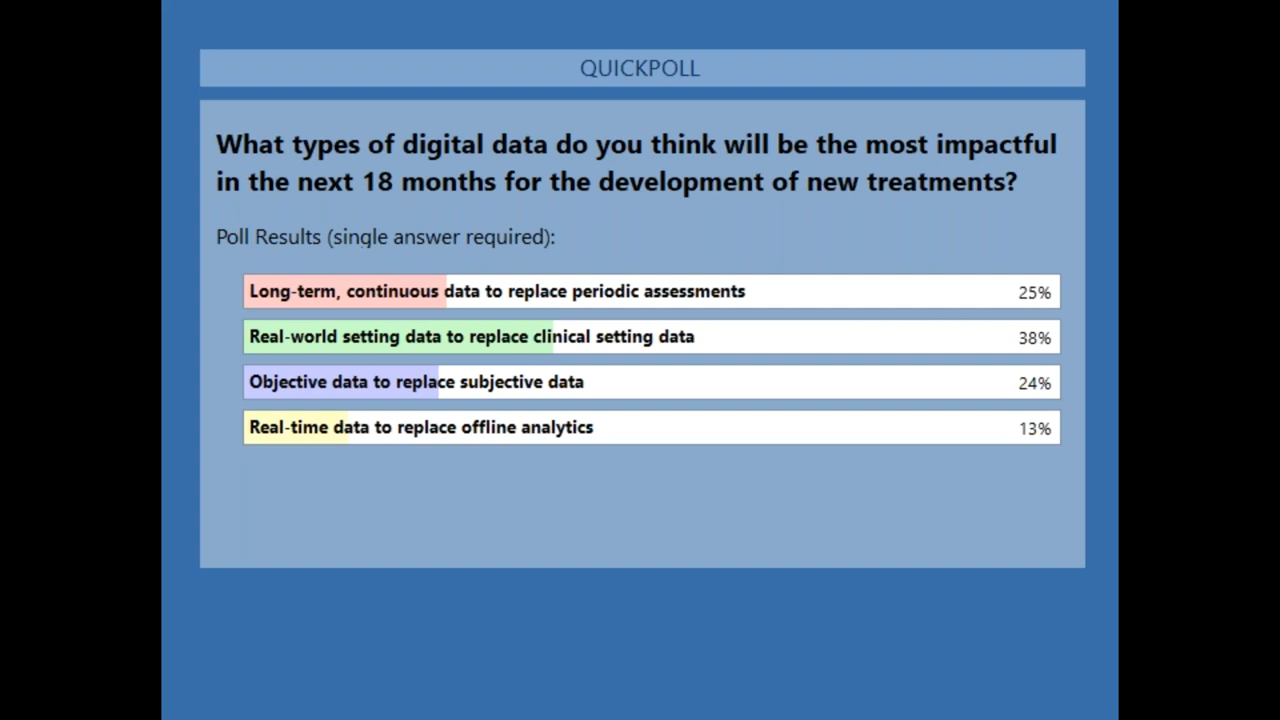 QUICKPOLL
What types of digital data do you think will be the most impactful
in the next 18 months for the development of new treatments?
Poll Results (single answer required):
Long-term, continuous data to replace periodic assessments 25%
Real-world setting data to replace clinical setting data 38%
Objective data to replace subjective data 24%
Real-time data to replace offline analytics 13%